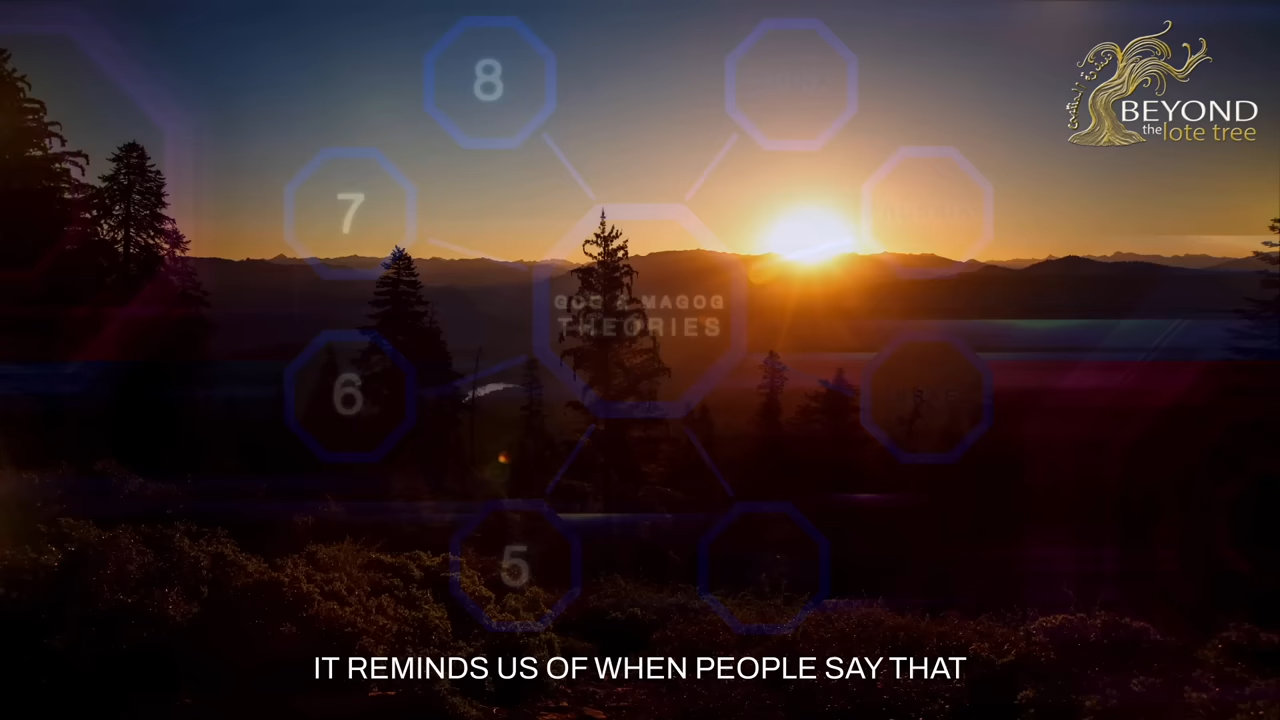 8
BEYOND
the lote tree
7
GOG & MAGOG
THEORIES
6
5
IT REMINDS US OF WHEN PEOPLE SAY THAT